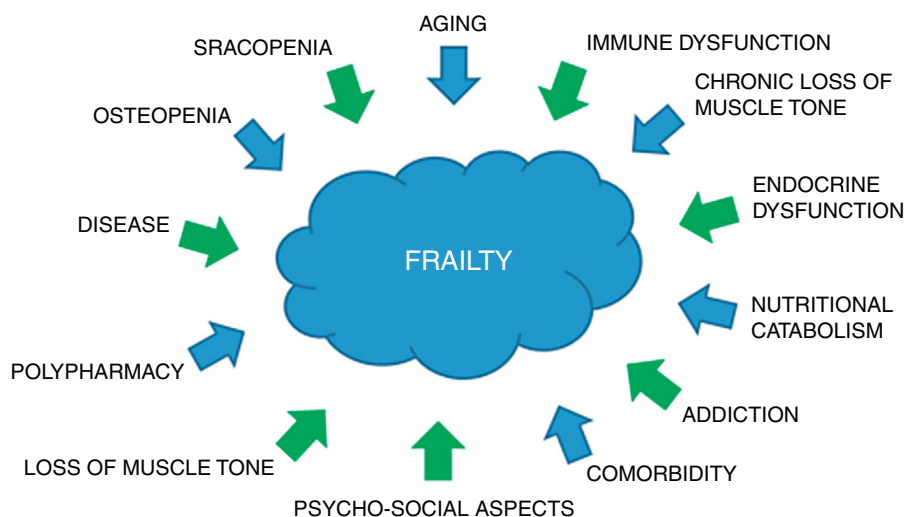 AGING
SRACOPENIA
IMMUNE DYSFUNCTION
CHRONIC LOSS OF
MUSCLE TONE
OSTEOPENIA
ENDOCRINE
DYSFUNCTION
DISEASE
FRAILTY
NUTRITIONAL
CATABOLISM
POLYPHARMACY
ADDICTION
LOSS OF MUSCLE TONE
COMORBIDITY
PSYCHO-SOCIAL ASPECTS